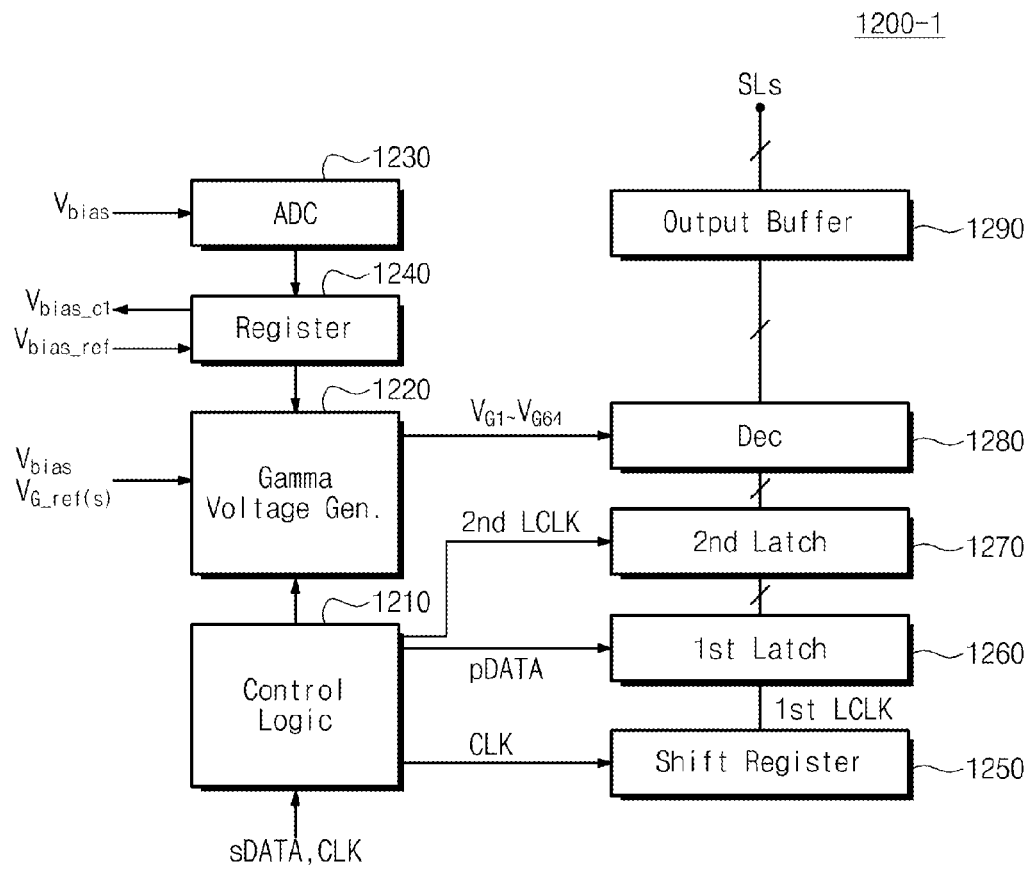 1200-1
SLs
1230
V_bias
ADC
Output Buffer
1290
1240
V_bias_ct
Register
V_bias_ref
1220
V_G1~V_G64
Dec
1280
V_bias
V_G_ref(s)
Gamma
Voltage Gen.
2nd LCLK
2nd Latch
1270
1210
pDATA
1st Latch
1260
Control
Logic
1st LCLK
CLK
Shift Register
1250
sDATA,CLK